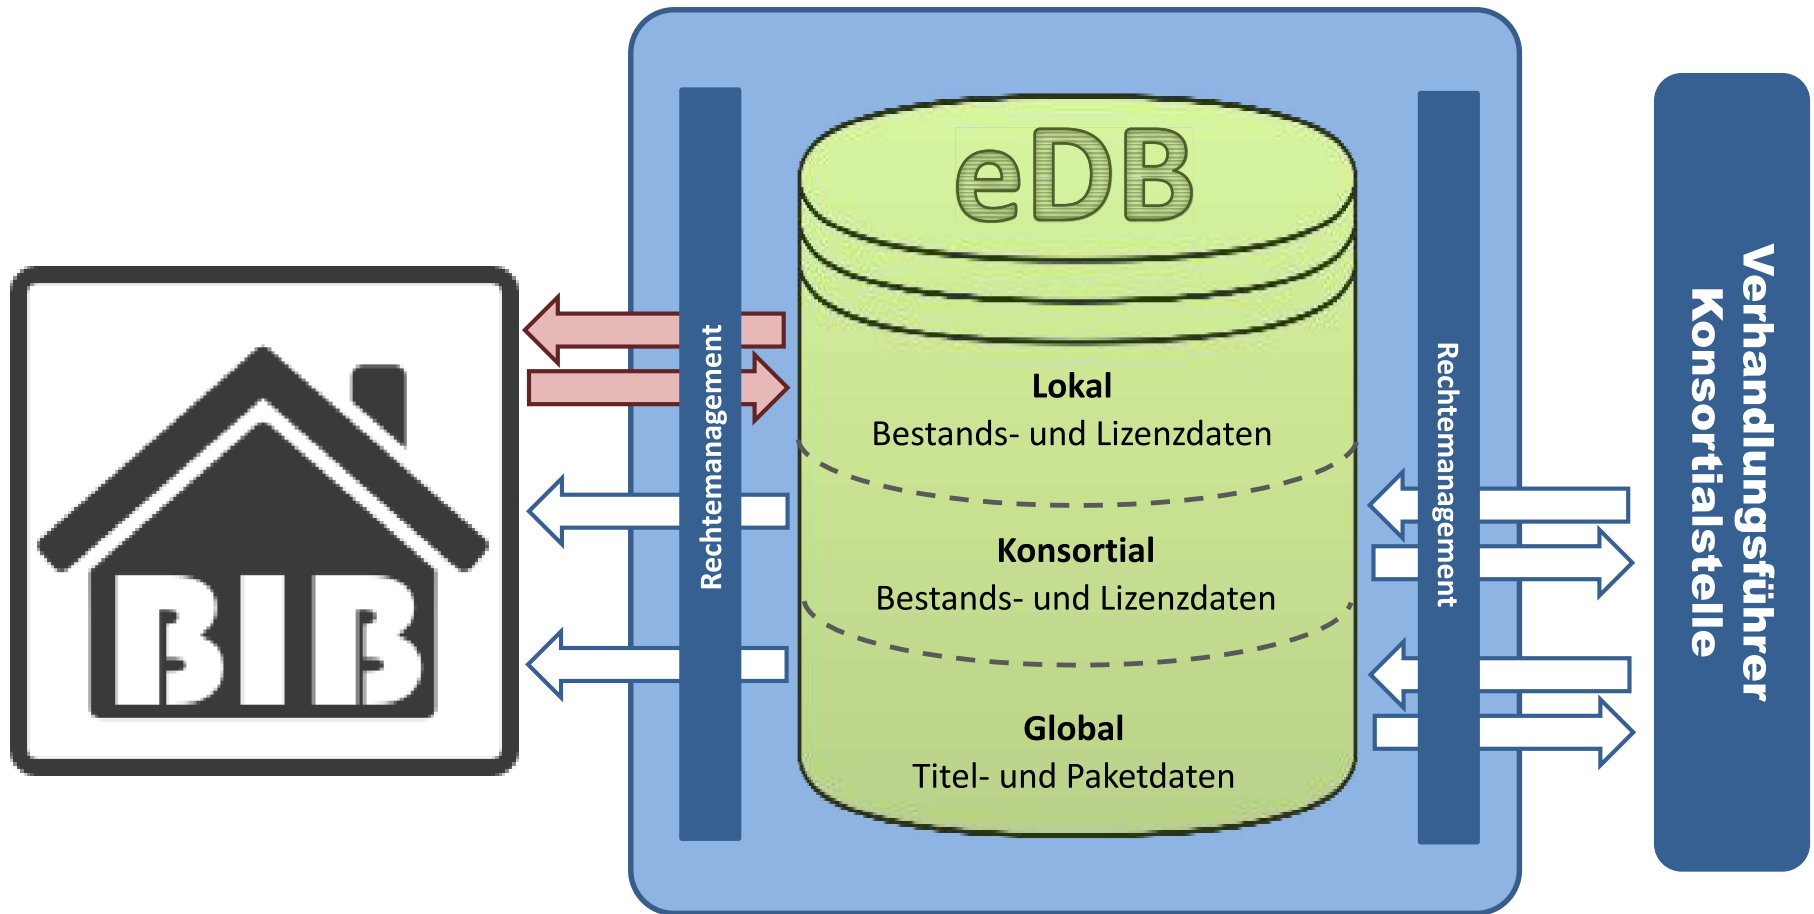 BIB
Rechtemanagement
eDB
Lokal
Bestands- und Lizenzdaten
Konsortial
Bestands- und Lizenzdaten
Global
Titel- und Paketdaten
Rechtemanagement
Verhandlungsführer
Konsortialstelle